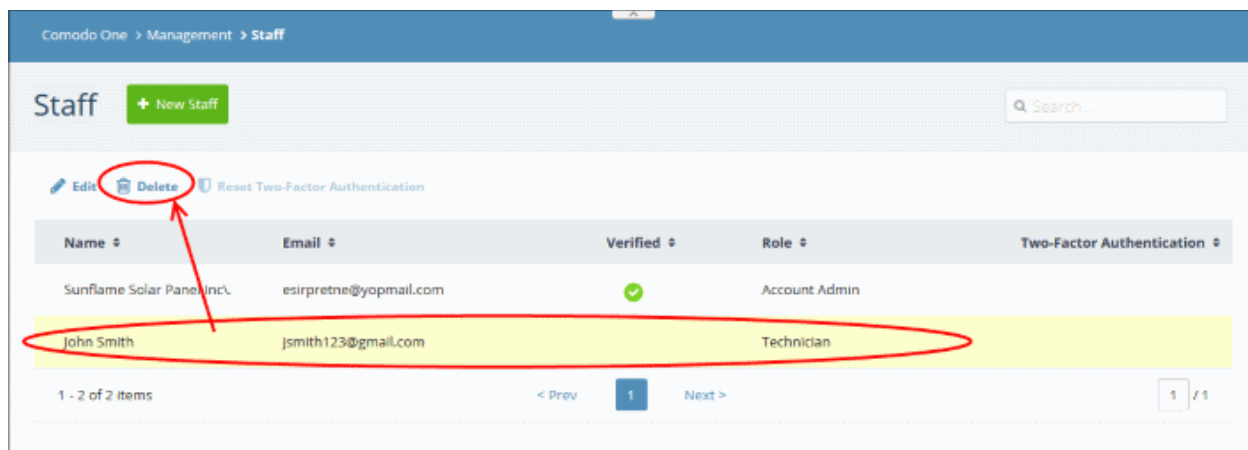 Comodo One > Management > Staff
Staff
+ New Staff
Search...
Edit Delete Reset Two-Factor Authentication
Name Email Verified Role Two-Factor Authentication
Sunflame Solar Panel Inc\. esirpretne@yopmail.com Account Admin
John Smith jsmith123@gmail.com Technician
1 - 2 of 2 items < Prev 1 Next > 1 / 1